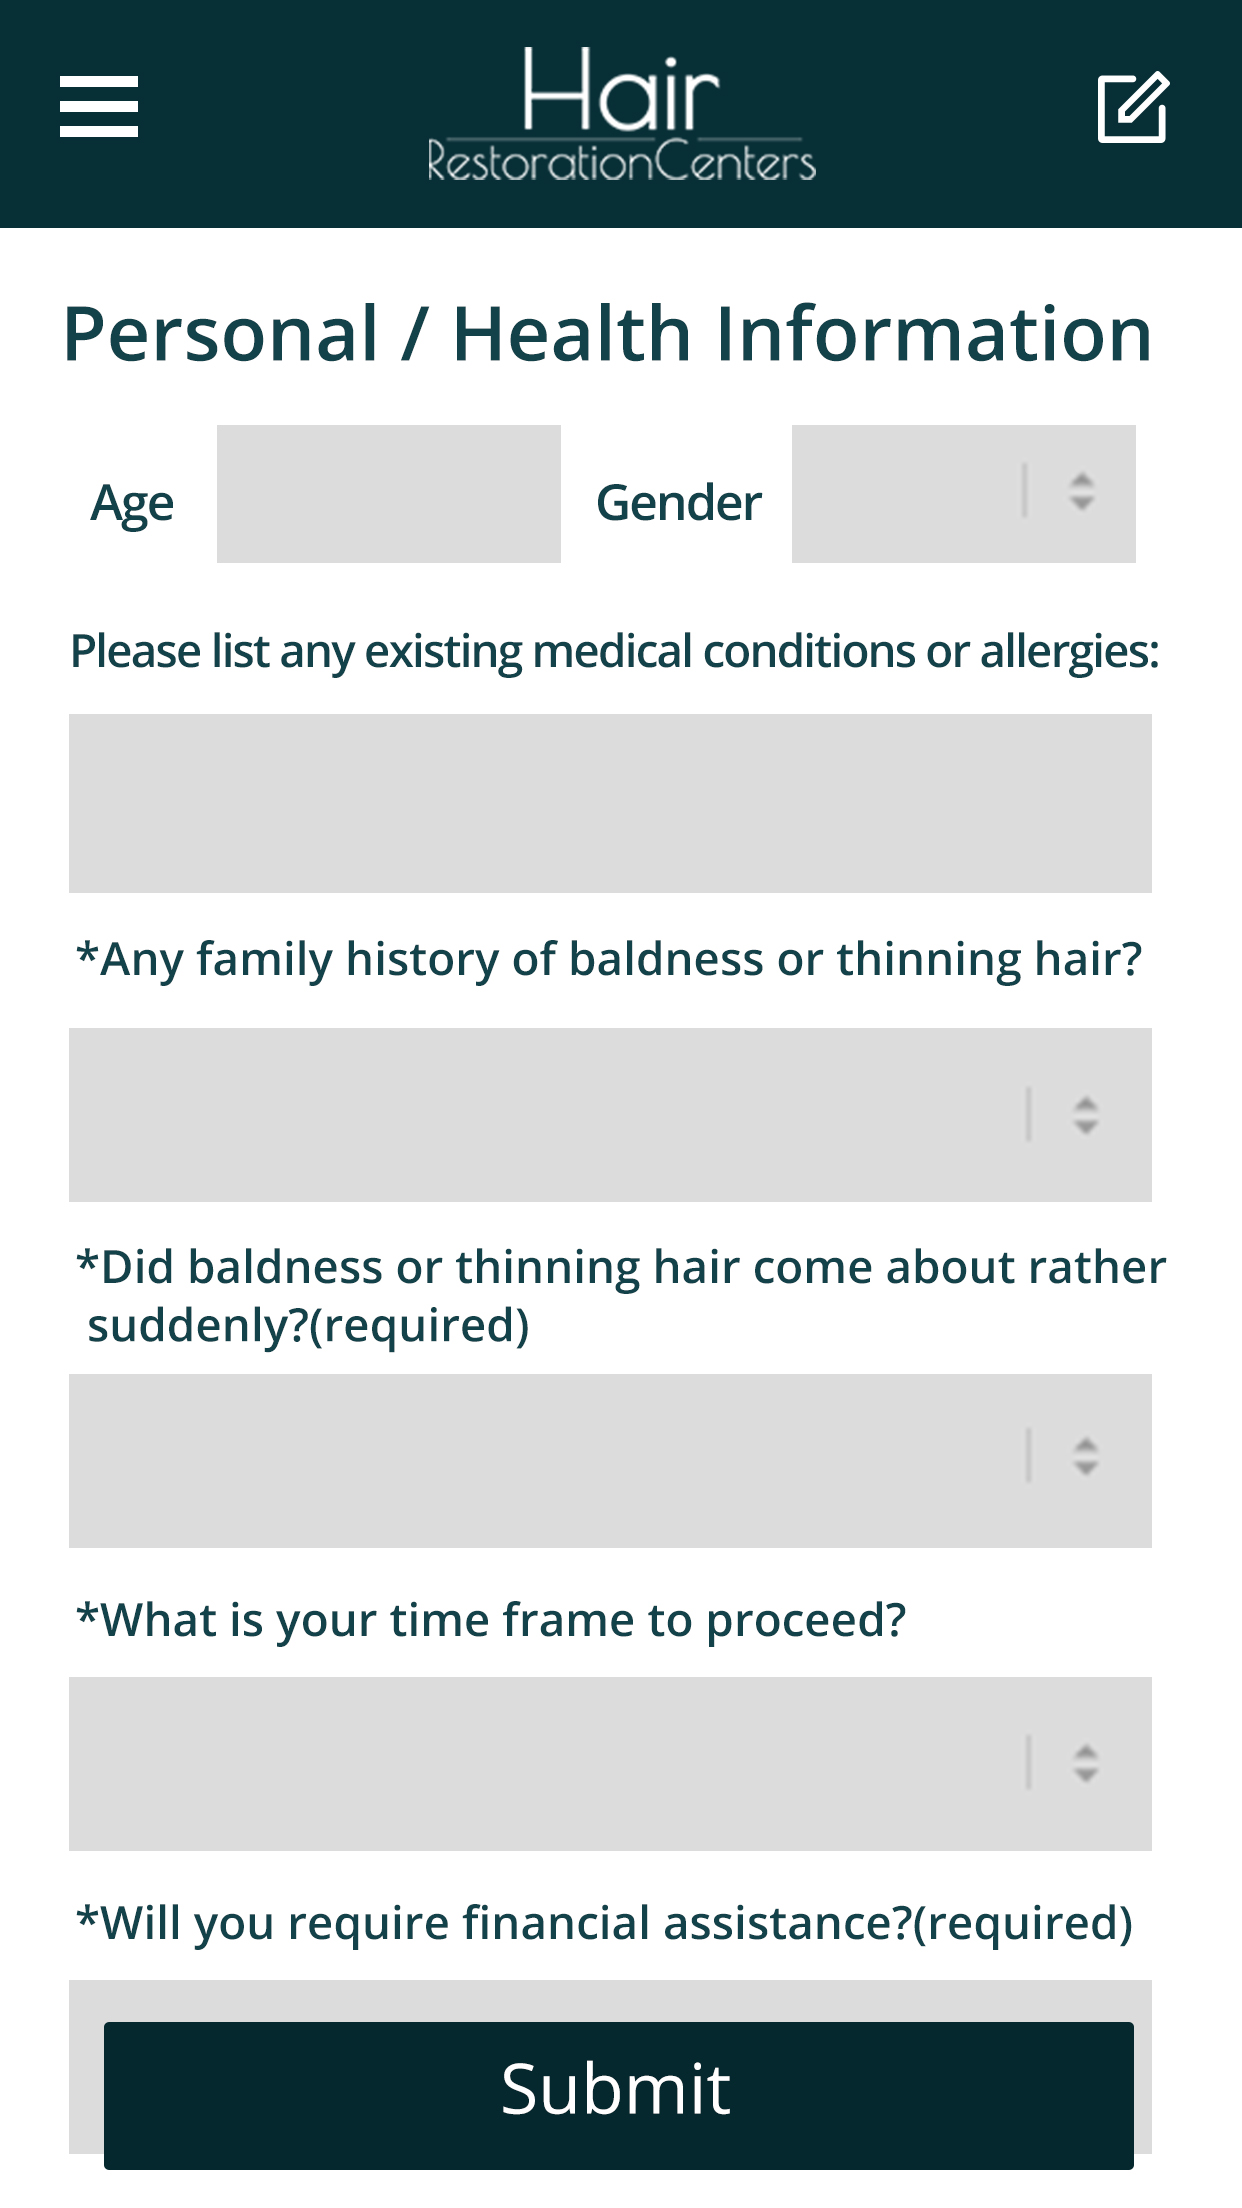 Hair
RestorationCenters
Personal / Health Information
Age
Gender
Please list any existing medical conditions or allergies:
*Any family history of baldness or thinning hair?
*Did baldness or thinning hair come about rather
suddenly?(required)
*What is your time frame to proceed?
*Will you require financial assistance?(required)
Submit